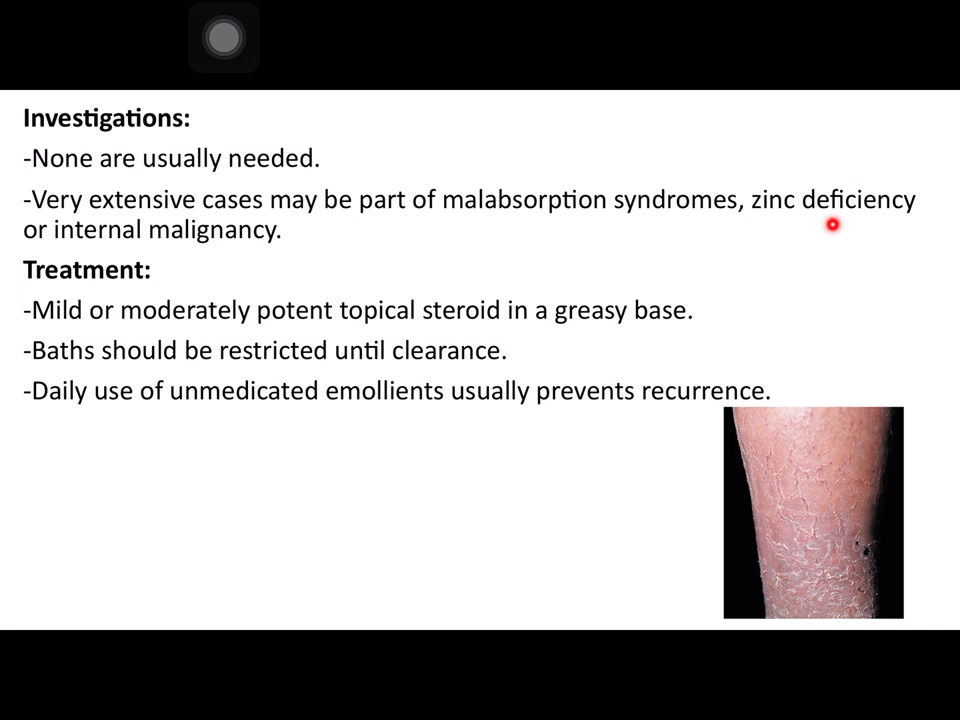 Investigations:
-None are usually needed.
-Very extensive cases may be part of malabsorption syndromes, zinc deficiency
or internal malignancy.
Treatment:
-Mild or moderately potent topical steroid in a greasy base.
-Baths should be restricted until clearance.
-Daily use of unmedicated emollients usually prevents recurrence.